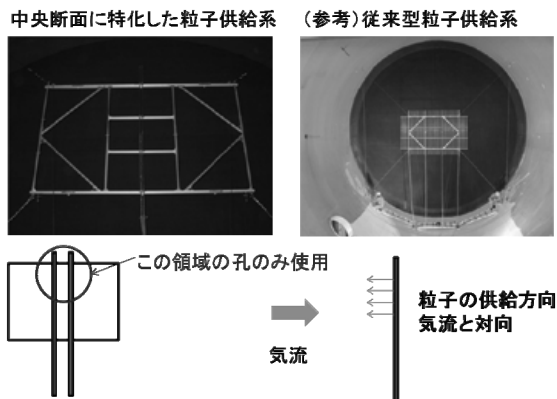 中央断面に特化した粒子供給系
(参考)従来型粒子供給系
この領域の孔のみ使用
気流
粒子の供給方向
気流と対向